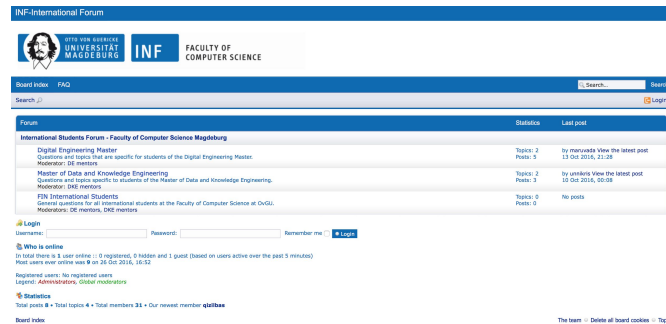 INF-International Forum
OTTO VON GUERICKE
UNIVERSITÄT
MAGDEBURG
INF
FACULTY OF
COMPUTER SCIENCE
Board index FAQ
Search... Search
Search Login
Forum Statistics Last post
International Students Forum - Faculty of Computer Science Magdeburg
Digital Engineering Master Topics: 2 by maruvada View the latest post
Questions and topics that are specific for students of the Digital Engineering Master. Posts: 5 13 Oct 2016, 21:28
Moderator: DE mentors
Master of Data and Knowledge Engineering Topics: 2 by unnikris View the latest post
Questions and topics specific to students of the Master of Data and Knowledge Engineering. Posts: 3 10 Oct 2016, 00:08
Moderator: DKE mentors
FIN International Students Topics: 0 No posts
General questions for all international students at the Faculty of Computer Science at OvGU. Posts: 0
Moderators: DE mentors, DKE mentors
Login
Username: Password: Remember me Login
Who is online
In total there is 1 user online :: 0 registered, 0 hidden and 1 guest (based on users active over the past 5 minutes)
Most users ever online was 9 on 26 Oct 2016, 16:52
Registered users: No registered users
Legend: Administrators, Global moderators
Statistics
Total posts 8 • Total topics 4 • Total members 31 • Our newest member qizlibae
Board index The team • Delete all board cookies • Top